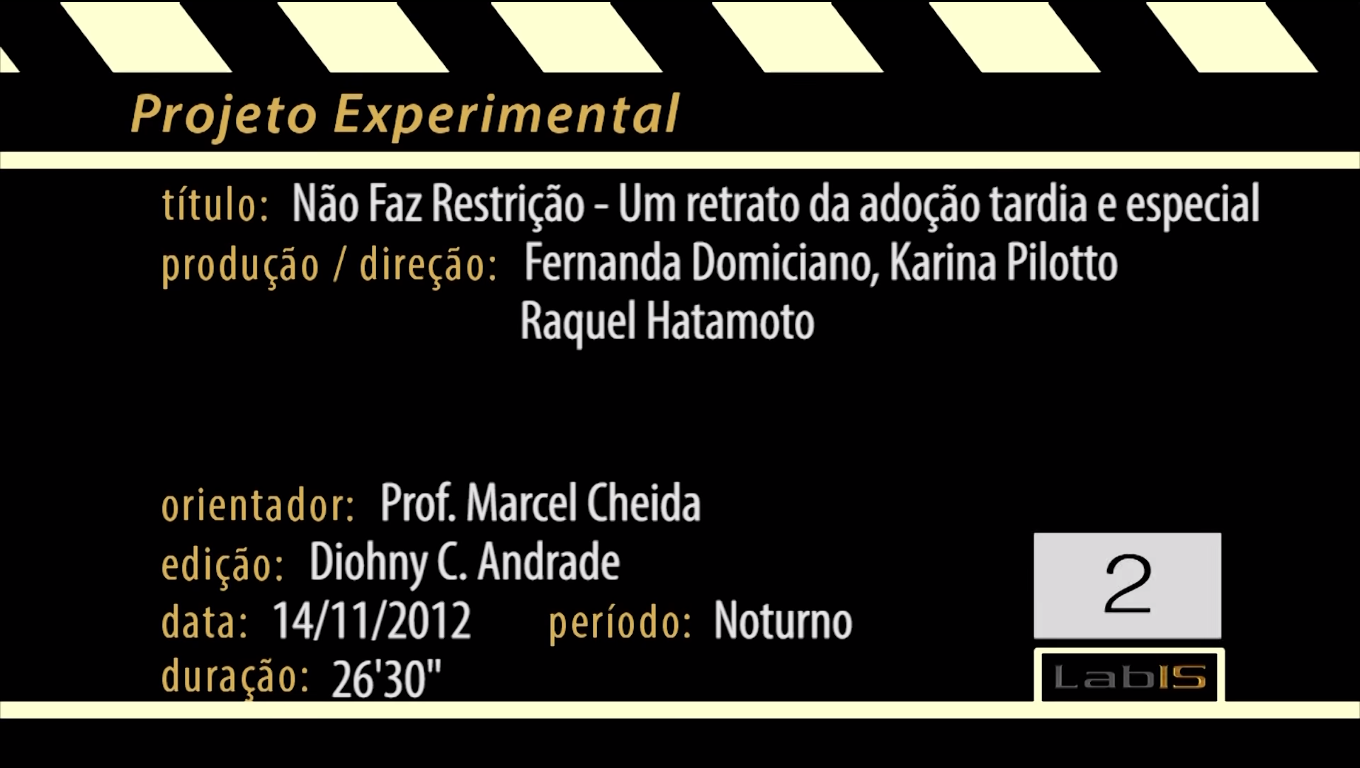 Projeto Experimental
título: Não Faz Restrição - Um retrato da adoção tardia e especial
produção / direção: Fernanda Domiciano, Karina Pilotto
Raquel Hatamoto
orientador: Prof. Marcel Cheida
edição: Diohny C. Andrade
data: 14/11/2012 período: Noturno
duração: 26'30"
2
LabIS